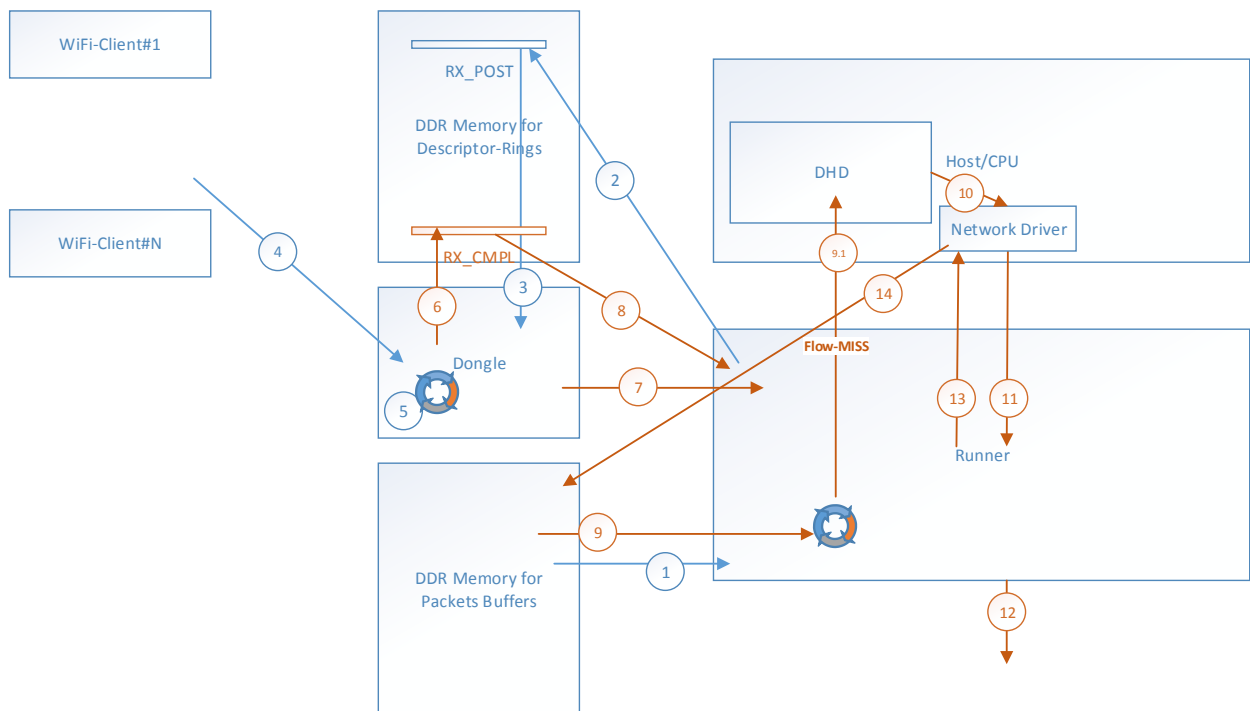 WiFi-Client#1
WiFi-Client#N
4
RX_POST
DDR Memory for
Descriptor-Rings
RX_CMPL
2
3
6
8
Dongle
5
7
DDR Memory for
Packets Buffers
9
1
DHD
Host/CPU
10
Network Driver
9.1
14
Flow-MISS
13
11
Runner
12